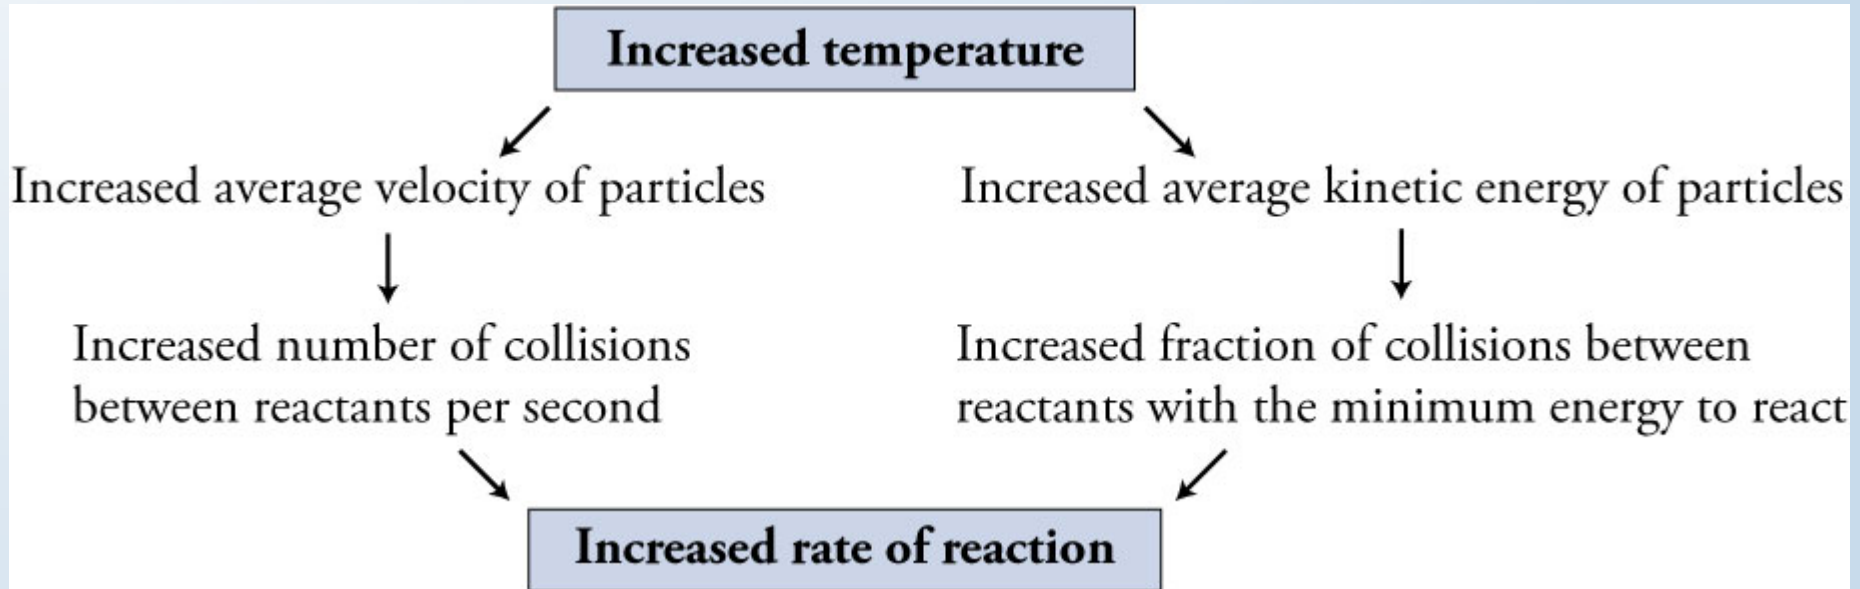 Increased temperature
Increased average velocity of particles
Increased average kinetic energy of particles
Increased number of collisions
between reactants per second
Increased fraction of collisions between
reactants with the minimum energy to react
Increased rate of reaction